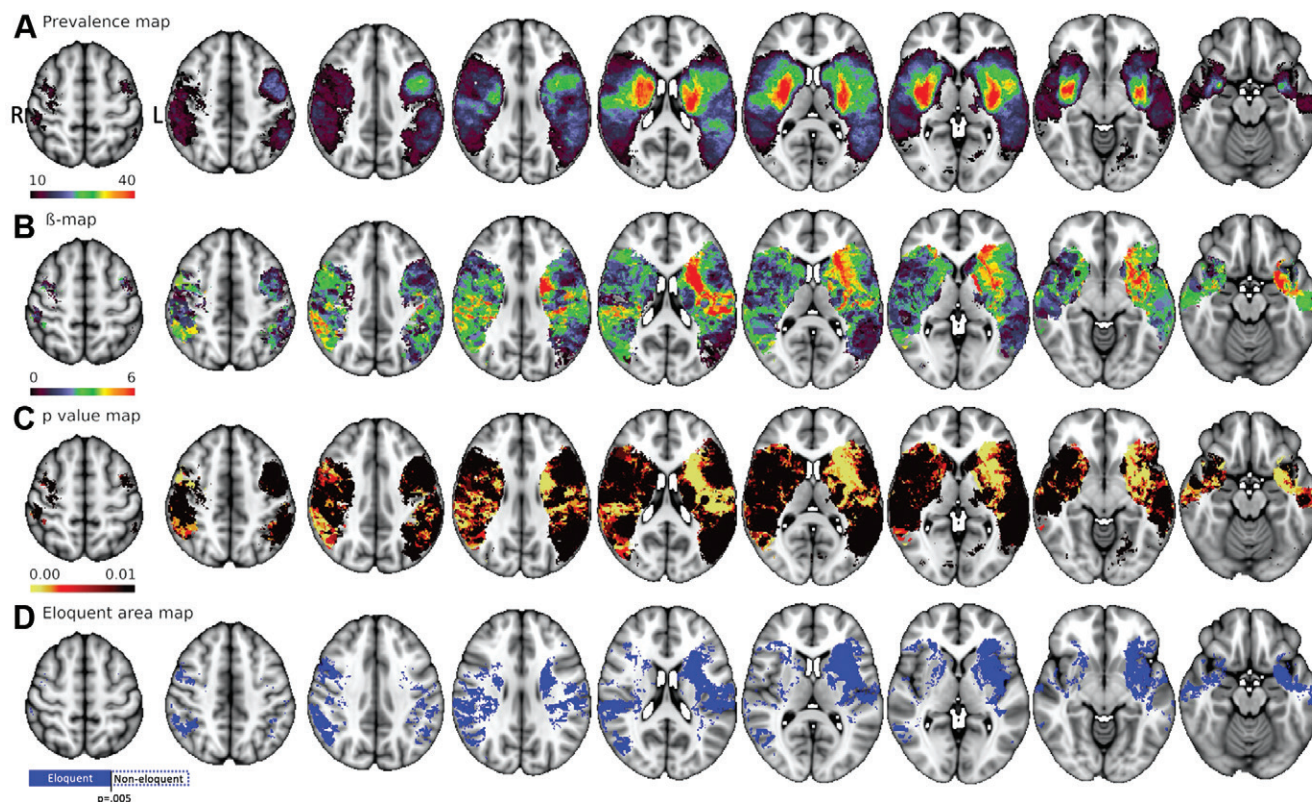 A Prevalence map
R L
10 40
B ß-map
0 6
C p value map
0.00 0.01
D Eloquent area map
Eloquent Non-eloquent
p=.005